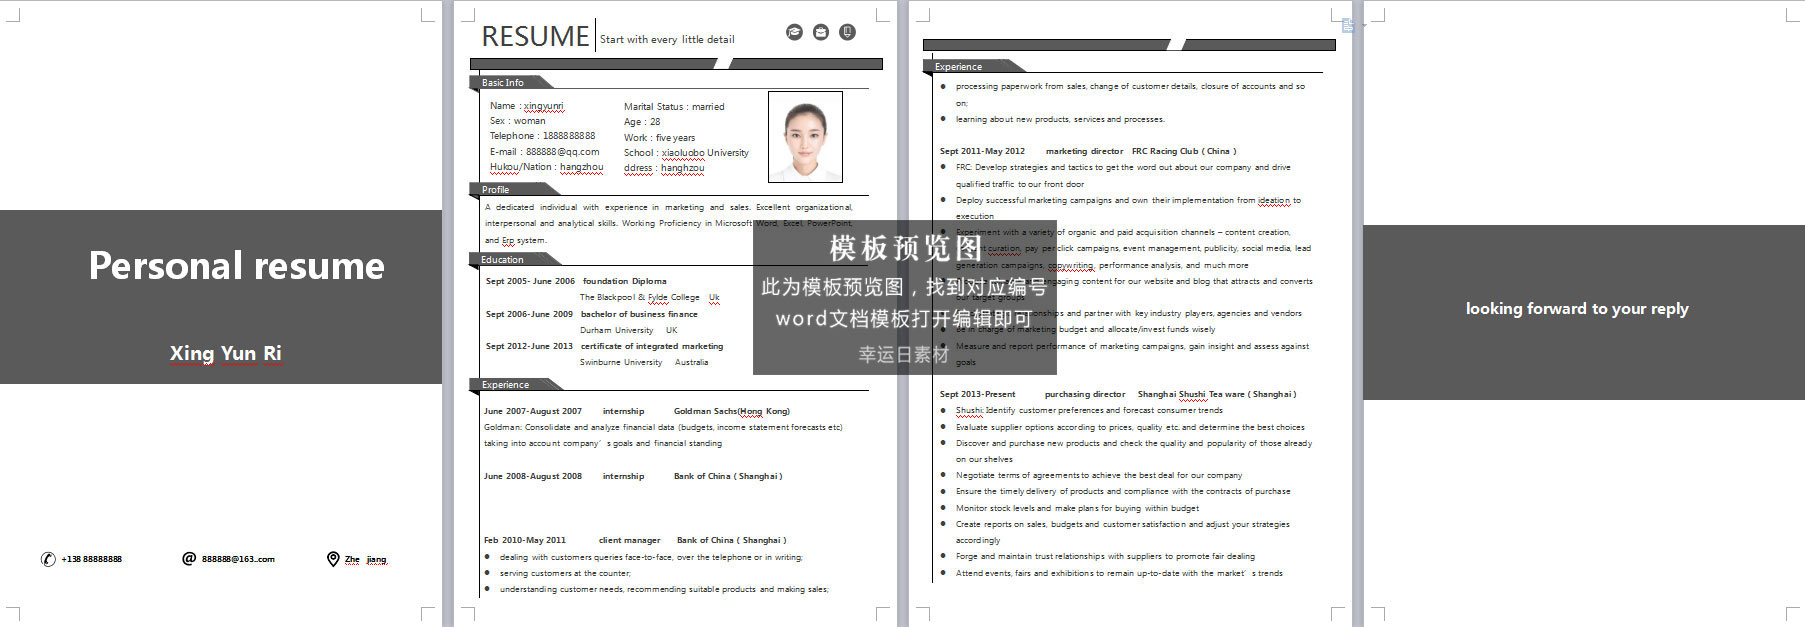 Personal resume
Xing Yun Ri
+138 88888888
888888@163..com
Zhe jiang
RESUME
Start with every little detail
Basic Info
Name : xingyunri
Sex : woman
Telephone : 1888888888
E-mail : 888888@qq.com
Hukou/Nation : hangzhou
Marital Status : married
Age : 28
Work : five years
School : xiaoluobo University
ddress : hanghzou
Profile
A dedicated individual with experience in marketing and sales. Excellent organizational,
interpersonal and analytical skills. Working Proficiency in Microsoft Word, Excel, PowerPoint,
and Erp system.
Education
Sept 2005- June 2006 foundation Diploma
The Blackpool & Fylde College Uk
Sept 2006-June 2009 bachelor of business finance
Durham University UK
Sept 2012-June 2013 certificate of integrated marketing
Swinburne University Australia
Experience
June 2007-August 2007 internship Goldman Sachs(Hong Kong)
Goldman: Consolidate and analyze financial data (budgets, income statement forecasts etc)
taking into account company's goals and financial standing
June 2008-August 2008 internship Bank of China ( Shanghai )
Feb 2010-May 2011 client manager Bank of China ( Shanghai )
● dealing with customers queries face-to-face, over the telephone or in writing;
● serving customers at the counter;
● understanding customer needs, recommending suitable products and making sales;
模板预览图
此为模板预览图，找到对应编号
word文档模板打开编辑即可
幸运日素材
Experience
● processing paperwork from sales, change of customer details, closure of accounts and so
on;
● learning about new products, services and processes.
Sept 2011-May 2012 marketing director FRC Racing Club ( China )
● FRC: Develop strategies and tactics to get the word out about our company and drive
qualified traffic to our front door
● Deploy successful marketing campaigns and own their implementation from ideation to
execution
● Experiment with a variety of organic and paid acquisition channels – content creation,
curation, pay per click campaigns, event management, publicity, social media, lead
generation campaigns, copywriting, performance analysis, and much more
engaging content for our website and blog that attracts and converts
our target groups
relationships and partner with key industry players, agencies and vendors
● Be in charge of marketing budget and allocate/invest funds wisely
● Measure and report performance of marketing campaigns, gain insight and assess against
goals
Sept 2013-Present purchasing director Shanghai Shushi Tea ware ( Shanghai )
● Shushi: Identify customer preferences and forecast consumer trends
● Evaluate supplier options according to prices, quality etc. and determine the best choices
● Discover and purchase new products and check the quality and popularity of those already
on our shelves
● Negotiate terms of agreements to achieve the best deal for our company
● Ensure the timely delivery of products and compliance with the contracts of purchase
● Monitor stock levels and make plans for buying within budget
● Create reports on sales, budgets and customer satisfaction and adjust your strategies
accordingly
● Forge and maintain trust relationships with suppliers to promote fair dealing
● Attend events, fairs and exhibitions to remain up-to-date with the market's trends
looking forward to your reply